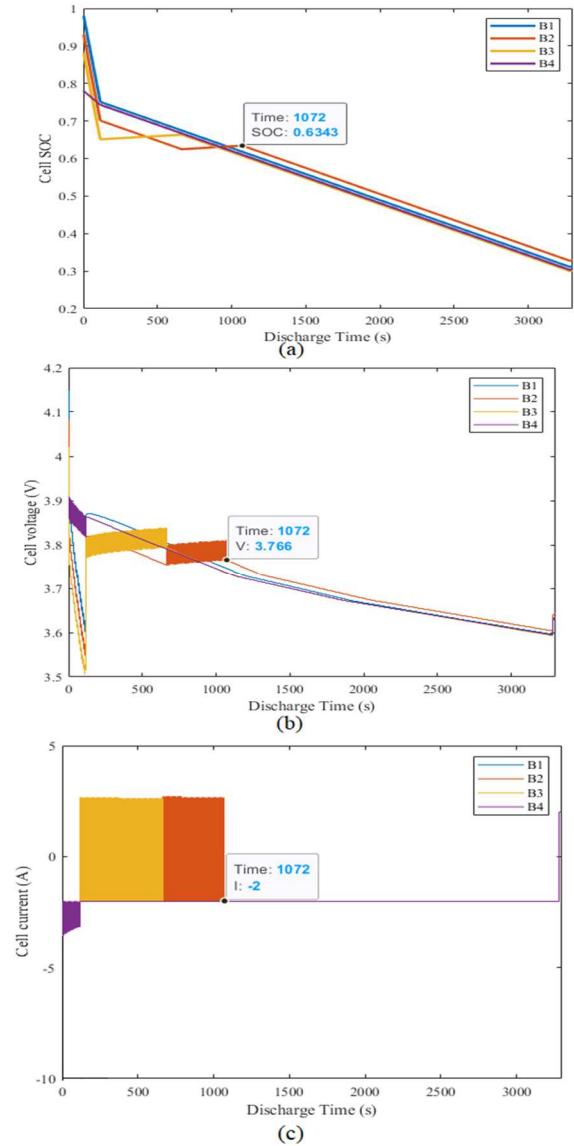 1
0.9
0.8
0.7
0.6
0.5
0.4
0.3
0.2
Cell SOC
B1
B2
B3
B4
Time: 1072
SOC: 0.6343
0 500 1000 1500 2000 2500 3000
Discharge Time (s)
(a)
4.2
4.1
4
3.9
3.8
3.7
3.6
3.5
Cell voltage (V)
B1
B2
B3
B4
Time: 1072
V: 3.766
0 500 1000 1500 2000 2500 3000
Discharge Time (s)
(b)
5
0
-5
-10
Cell current (A)
B1
B2
B3
B4
Time: 1072
I: -2
0 500 1000 1500 2000 2500 3000
Discharge Time (s)
(c)